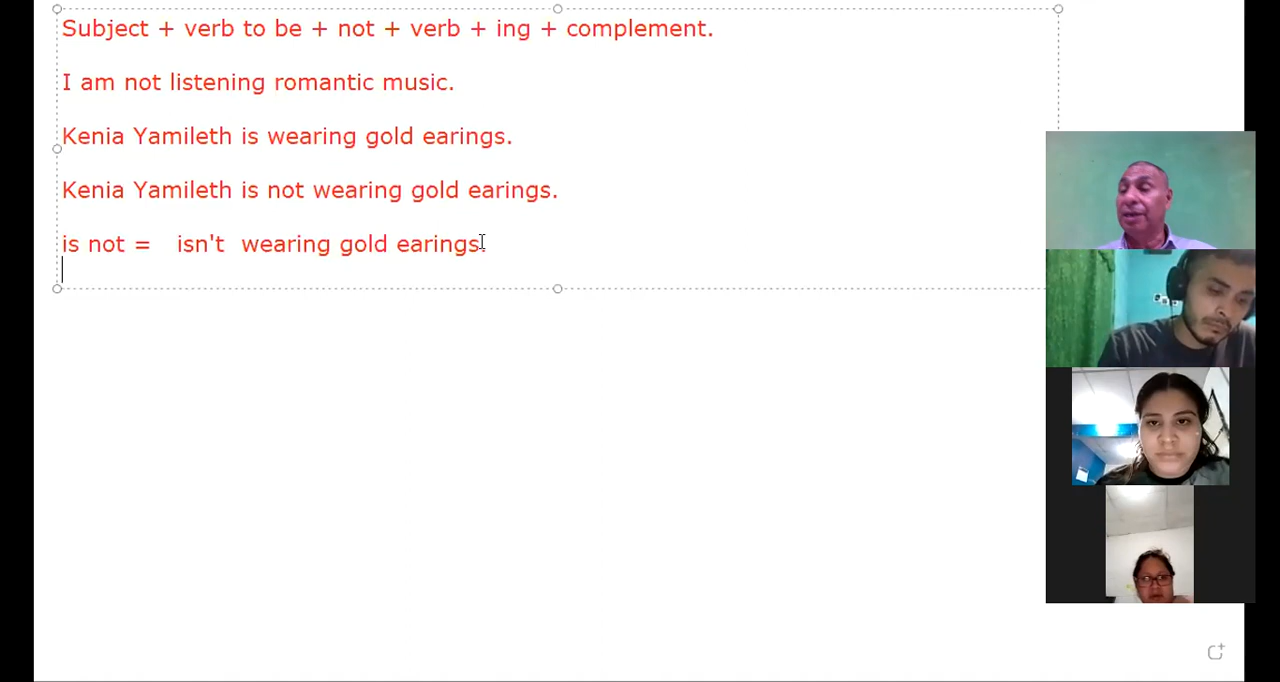 Subject + verb to be + not + verb + ing + complement.
I am not listening romantic music.
Kenia Yamileth is wearing gold earings.
Kenia Yamileth is not wearing gold earings.
is not = isn't wearing gold earings.